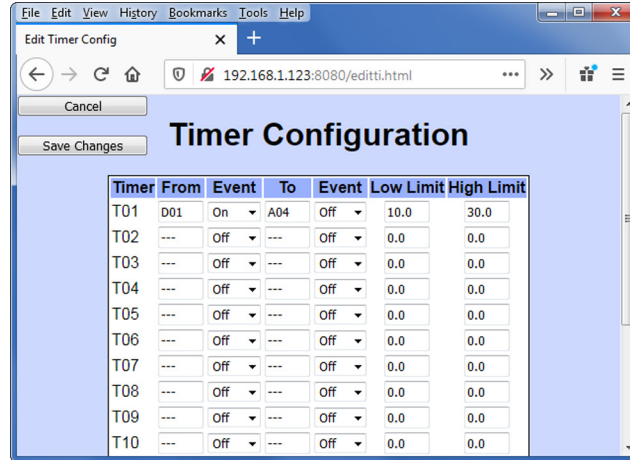 File Edit View History Bookmarks Tools Help
Edit Timer Config
192.168.1.123:8080/editti.html
Cancel
Save Changes
Timer Configuration
Timer From Event To Event Low Limit High Limit
T01 D01 On A04 Off 10.0 30.0
T02 --- Off --- Off 0.0 0.0
T03 --- Off --- Off 0.0 0.0
T04 --- Off --- Off 0.0 0.0
T05 --- Off --- Off 0.0 0.0
T06 --- Off --- Off 0.0 0.0
T07 --- Off --- Off 0.0 0.0
T08 --- Off --- Off 0.0 0.0
T09 --- Off --- Off 0.0 0.0
T10 --- Off --- Off 0.0 0.0